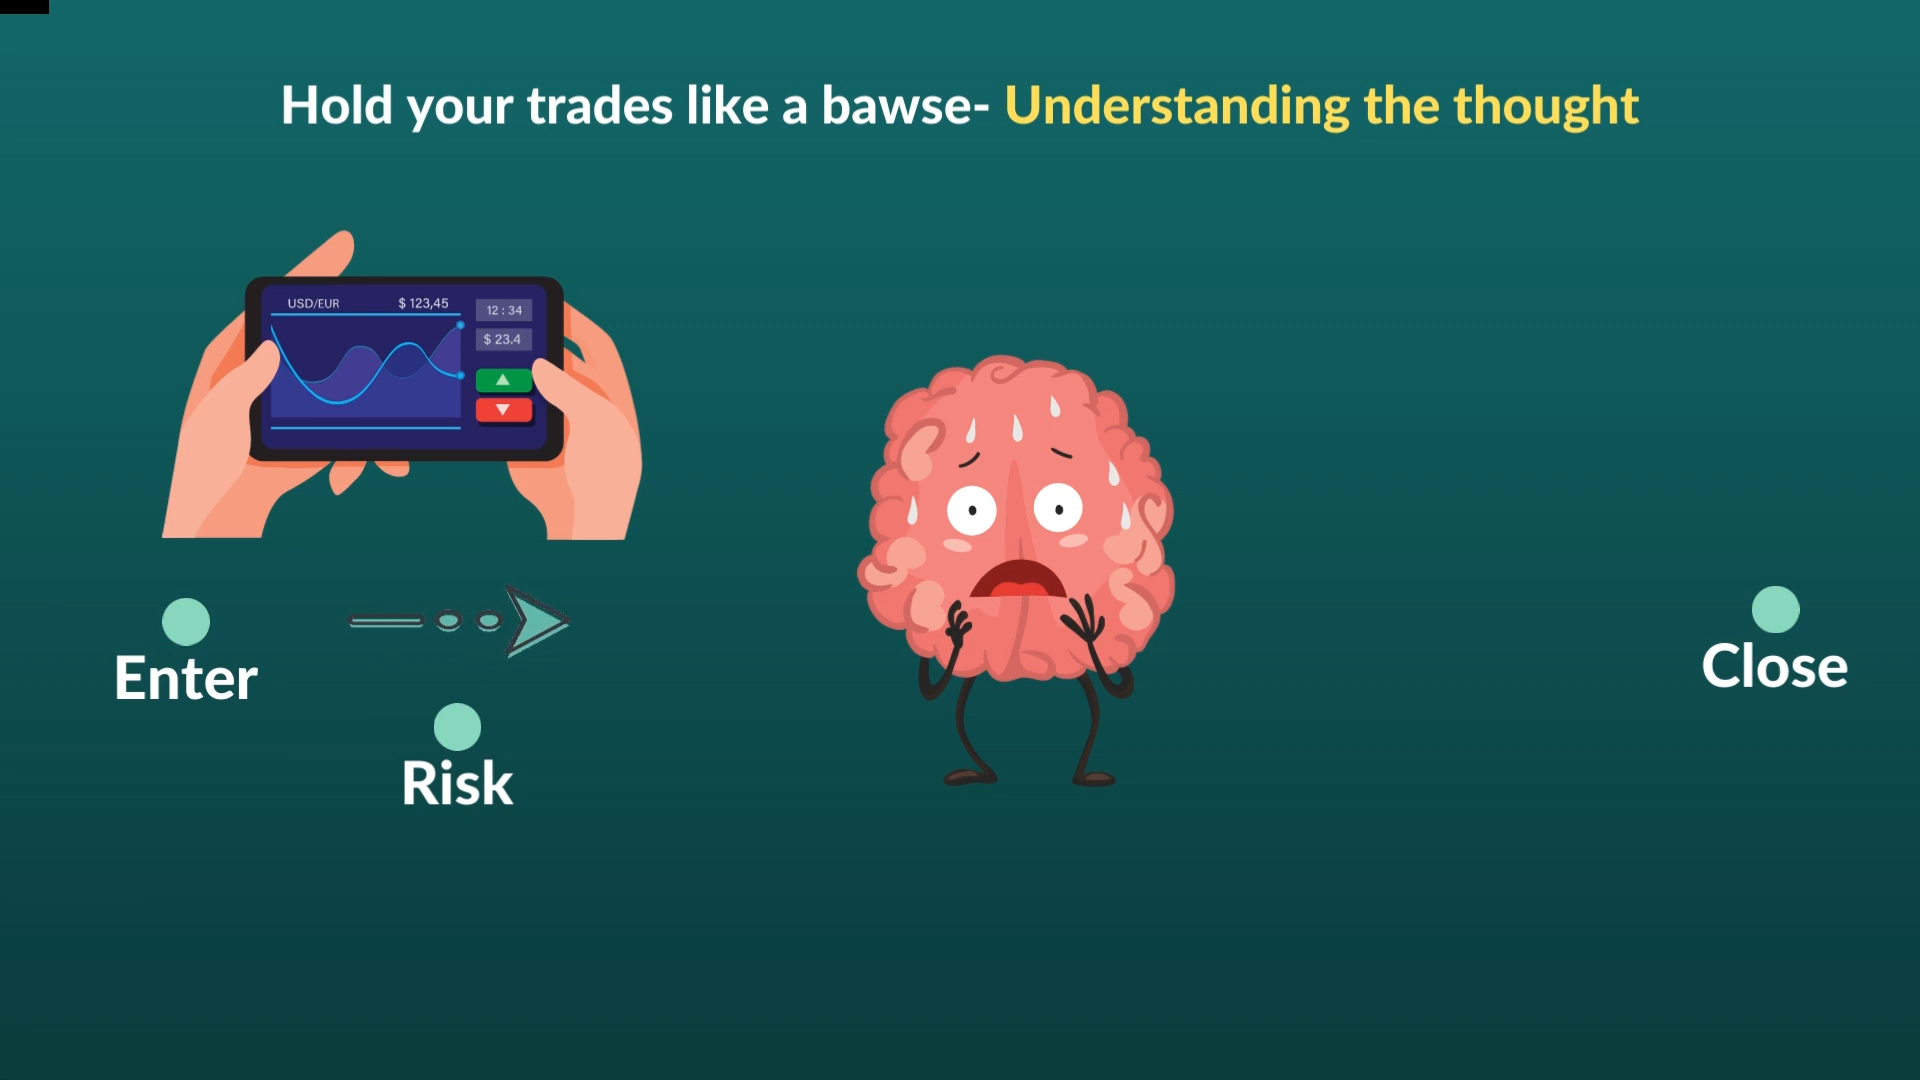 Hold your trades like a bawse- Understanding the thought
USD/EUR $ 123,45
12 : 34
$ 23.4
Enter
Risk
Close